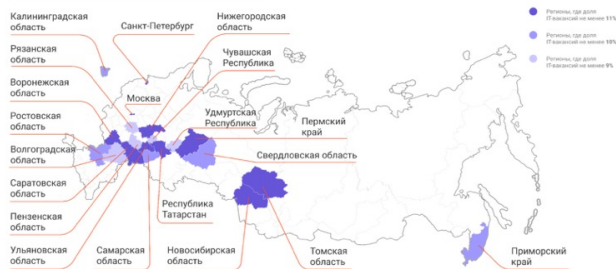 Калининградская
область
Санкт-Петербург
Нижегородская
область
Рязанская
область
Чувашская
Республика
Воронежская
область
Москва
Ростовская
область
Удмуртская
Республика
Пермский
край
Волгоградская
область
Свердловская область
Саратовская
область
Пензенская
область
Республика
Татарстан
Ульяновская
область
Самарская
область
Новосибирская
область
Томская
область
Приморский
край
Регионы, где доля
IT-вакансий не менее 11%
Регионы, где доля
IT-вакансий не менее 10%
Регионы, где доля
IT-вакансий не менее 9%